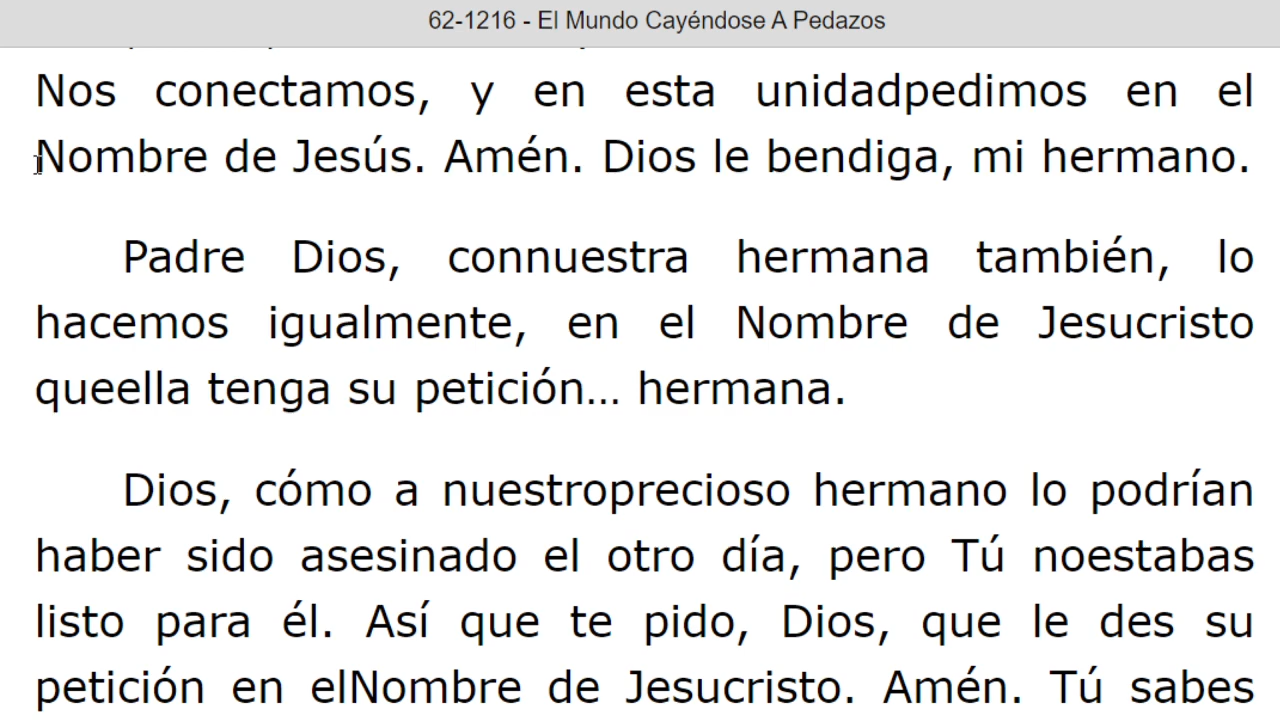 62-1216 - El Mundo Cayéndose A Pedazos
Nos conectamos, y en esta unidadpedimos en el
Nombre de Jesús. Amén. Dios le bendiga, mi hermano.
Padre Dios, connuestra hermana también, lo
hacemos igualmente, en el Nombre de Jesucristo
queella tenga su petición... hermana.
Dios, cómo a nuestroprecioso hermano lo podrían
haber sido asesinado el otro día, pero Tú noestabas
listo para él. Así que te pido, Dios, que le des su
petición en elNombre de Jesucristo. Amén. Tú sabes